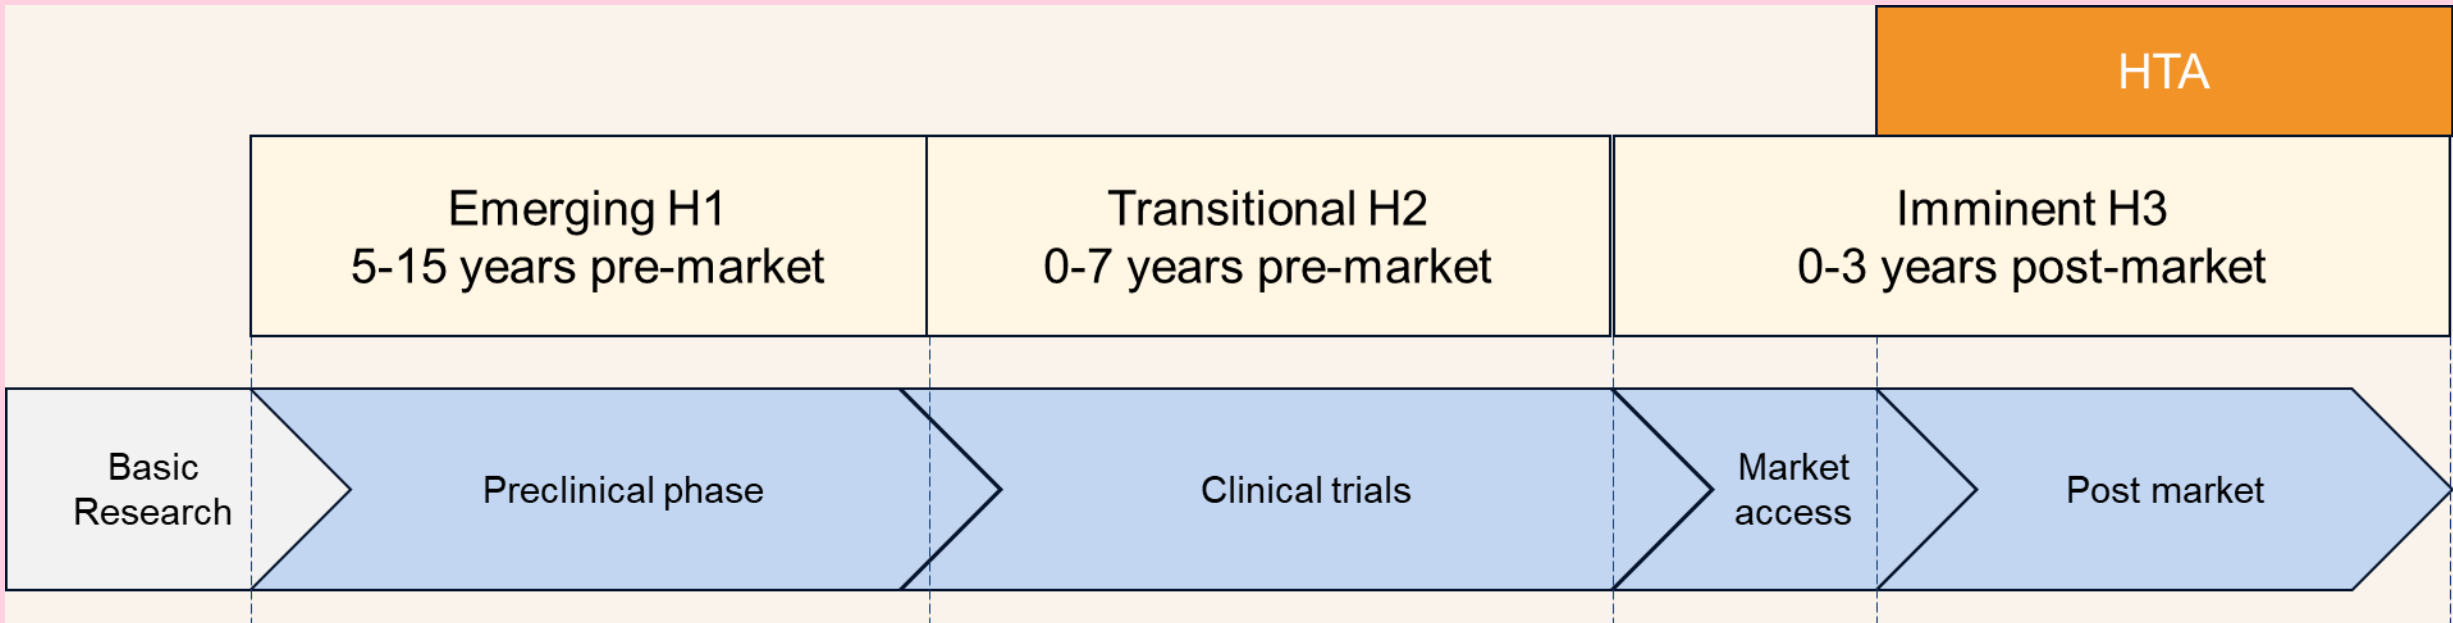 HTA
Emerging H1
5-15 years pre-market
Transitional H2
0-7 years pre-market
Imminent H3
0-3 years post-market
Basic
Research
Preclinical phase
Clinical trials
Market
access
Post market